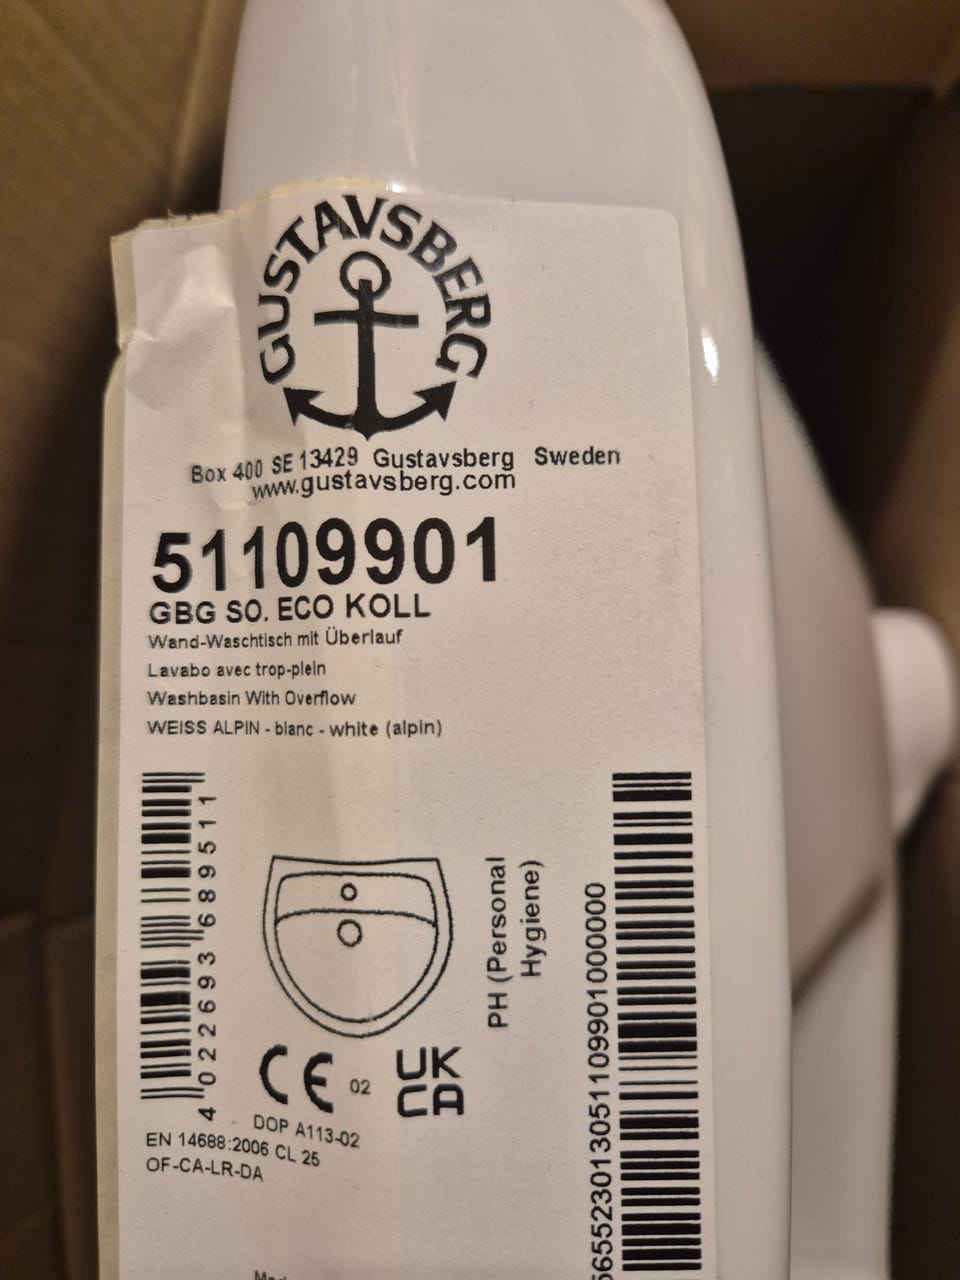 GUSTAVSBERG
Box 400 SE 13429 Gustavsberg Sweden
www.gustavsberg.com
51109901
GBG SO. ECO KOLL
Wand-Waschtisch mit Überlauf
Lavabo avec trop-plein
Washbasin With Overflow
WEISS ALPIN - blanc - white (alpin)
4 022693 689511
PH (Personal
Hygiene)
CE 02
UK
CA
DOP A113-02
EN 14688:2006 CL 25
OF-CA-LR-DA